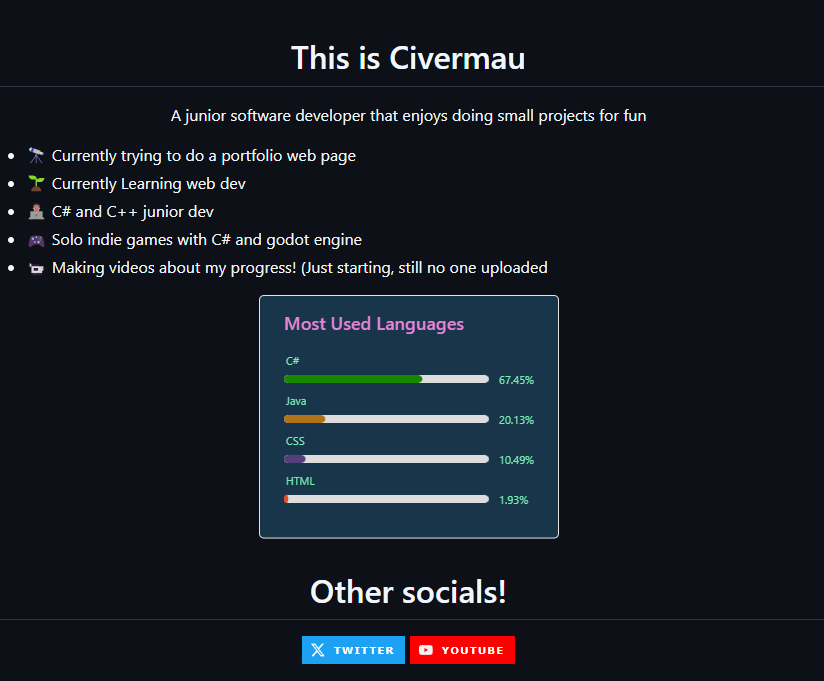 This is Civermau
A junior software developer that enjoys doing small projects for fun
Currently trying to do a portfolio web page
Currently Learning web dev
C# and C++ junior dev
Solo indie games with C# and godot engine
Making videos about my progress! (Just starting, still no one uploaded
Most Used Languages
C#
67.45%
Java
20.13%
CSS
10.49%
HTML
1.93%
Other socials!
TWITTER YOUTUBE